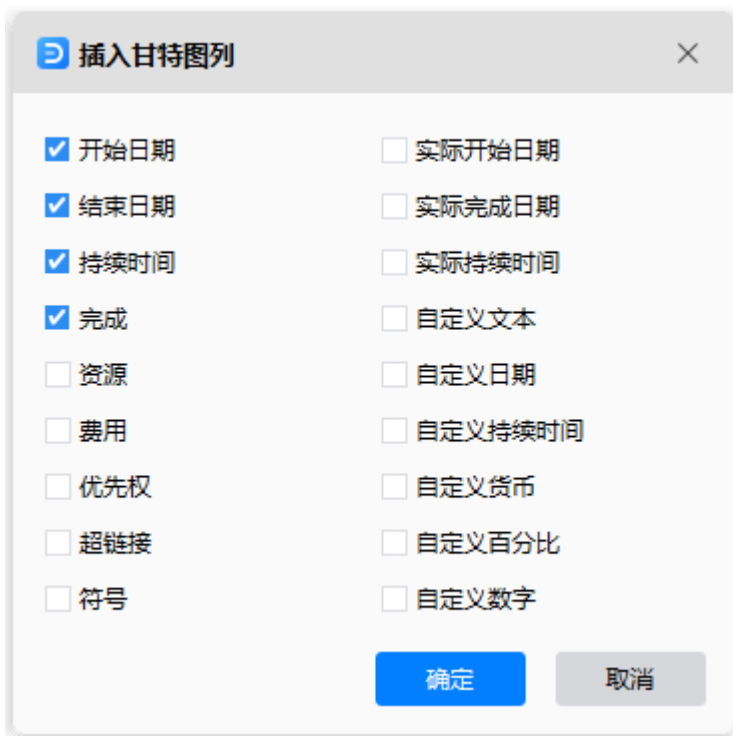 插入甘特图列
开始日期 实际开始日期
结束日期 实际完成日期
持续时间 实际持续时间
完成 自定义文本
资源 自定义日期
费用 自定义持续时间
优先权 自定义货币
超链接 自定义百分比
符号 自定义数字
确定 取消